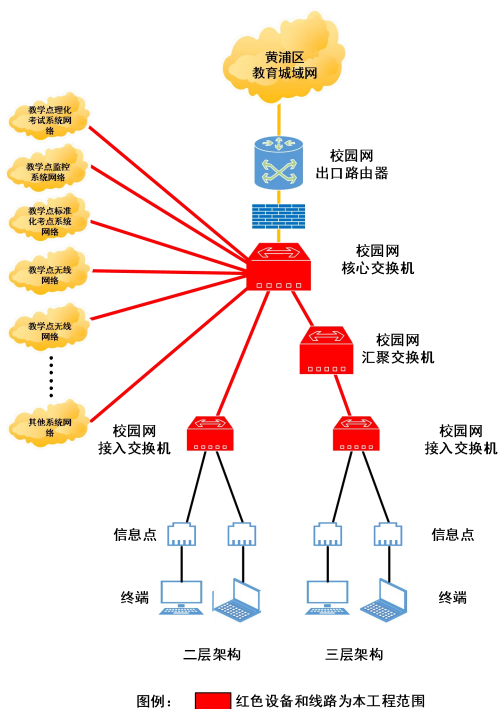 黄浦区
教育城域网
教学点理化
考试系统网
络
校园网
出口路由器
教学点监控
系统网络
教学点标准
化考点系统
网络
校园网
核心交换机
教学点无线
网络
教学点无线
网络
校园网
汇聚交换机
其他系统网
络
校园网
接入交换机
校园网
接入交换机
信息点
信息点
终端
终端
二层架构
三层架构
图例：
红色设备和线路为本工程范围